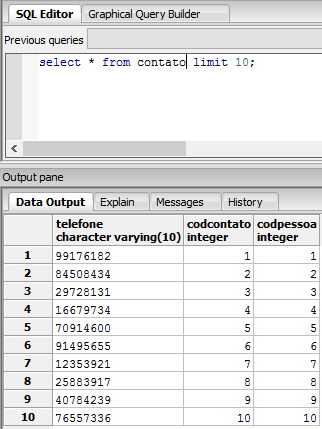 SQL Editor Graphical Query Builder
Previous queries
select * from contato limit 10;
Output pane
Data Output Explain Messages History
telefone codcontato codpessoa
character varying(10) integer integer
1 99176182 1 1
2 84508434 2 2
3 29728131 3 3
4 16679734 4 4
5 70914600 5 5
6 91495655 6 6
7 12353921 7 7
8 25883917 8 8
9 40784239 9 9
10 76557336 10 10